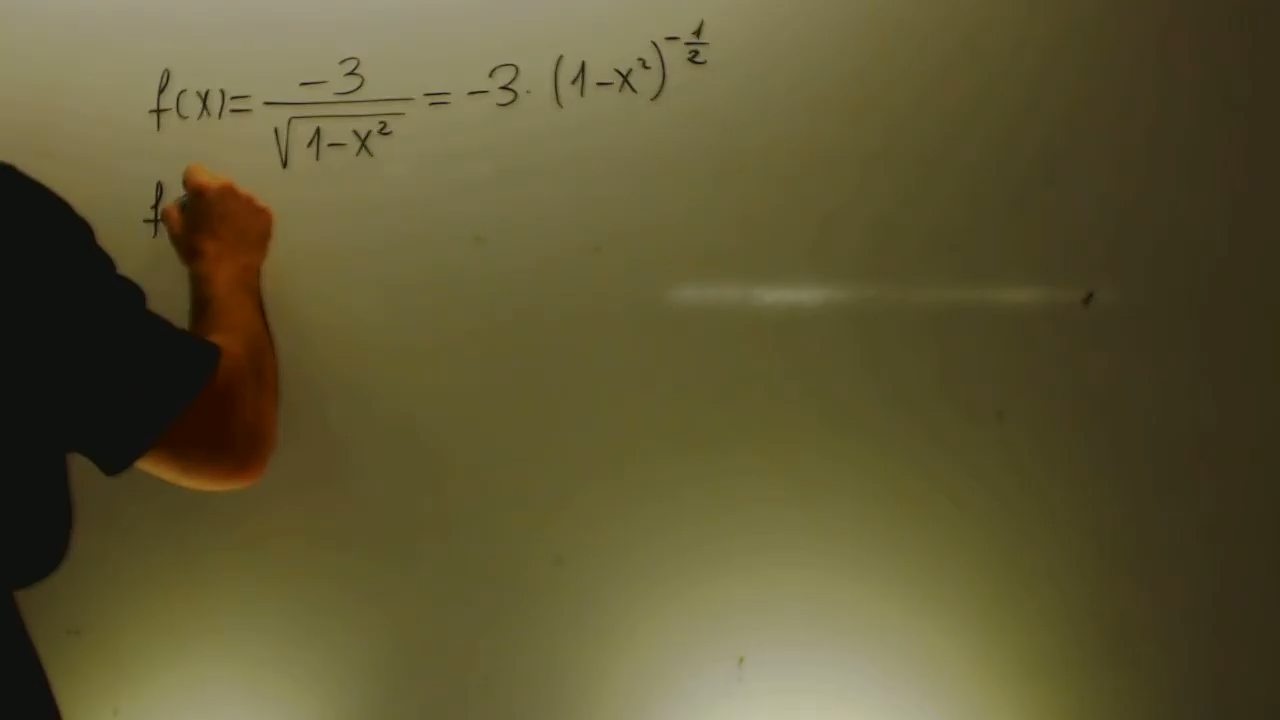 f(x) = -3 / √(1-x²) = -3 · (1-x²)^(-1/2)
f